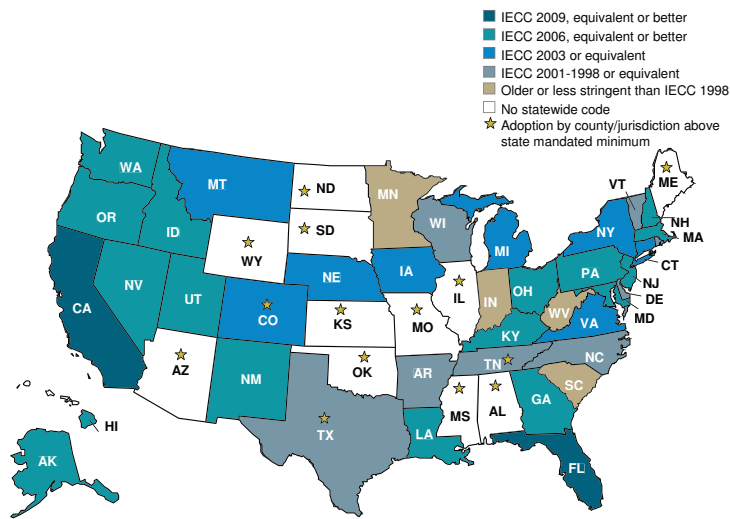 IECC 2009, equivalent or better
IECC 2006, equivalent or better
IECC 2003 or equivalent
IECC 2001-1998 or equivalent
Older or less stringent than IECC 1998
No statewide code
Adoption by county/jurisdiction above
state mandated minimum
WA
MT
ND
MN
VT
ME
OR
ID
SD
WI
NY
NH
MA
WY
MI
CT
NV
UT
NE
IA
PA
NJ
CA
CO
IL
IN
OH
DE
MD
KS
MO
WV
VA
KY
AZ
NM
OK
AR
TN
NC
SC
MS
AL
GA
TX
LA
HI
AK
FL